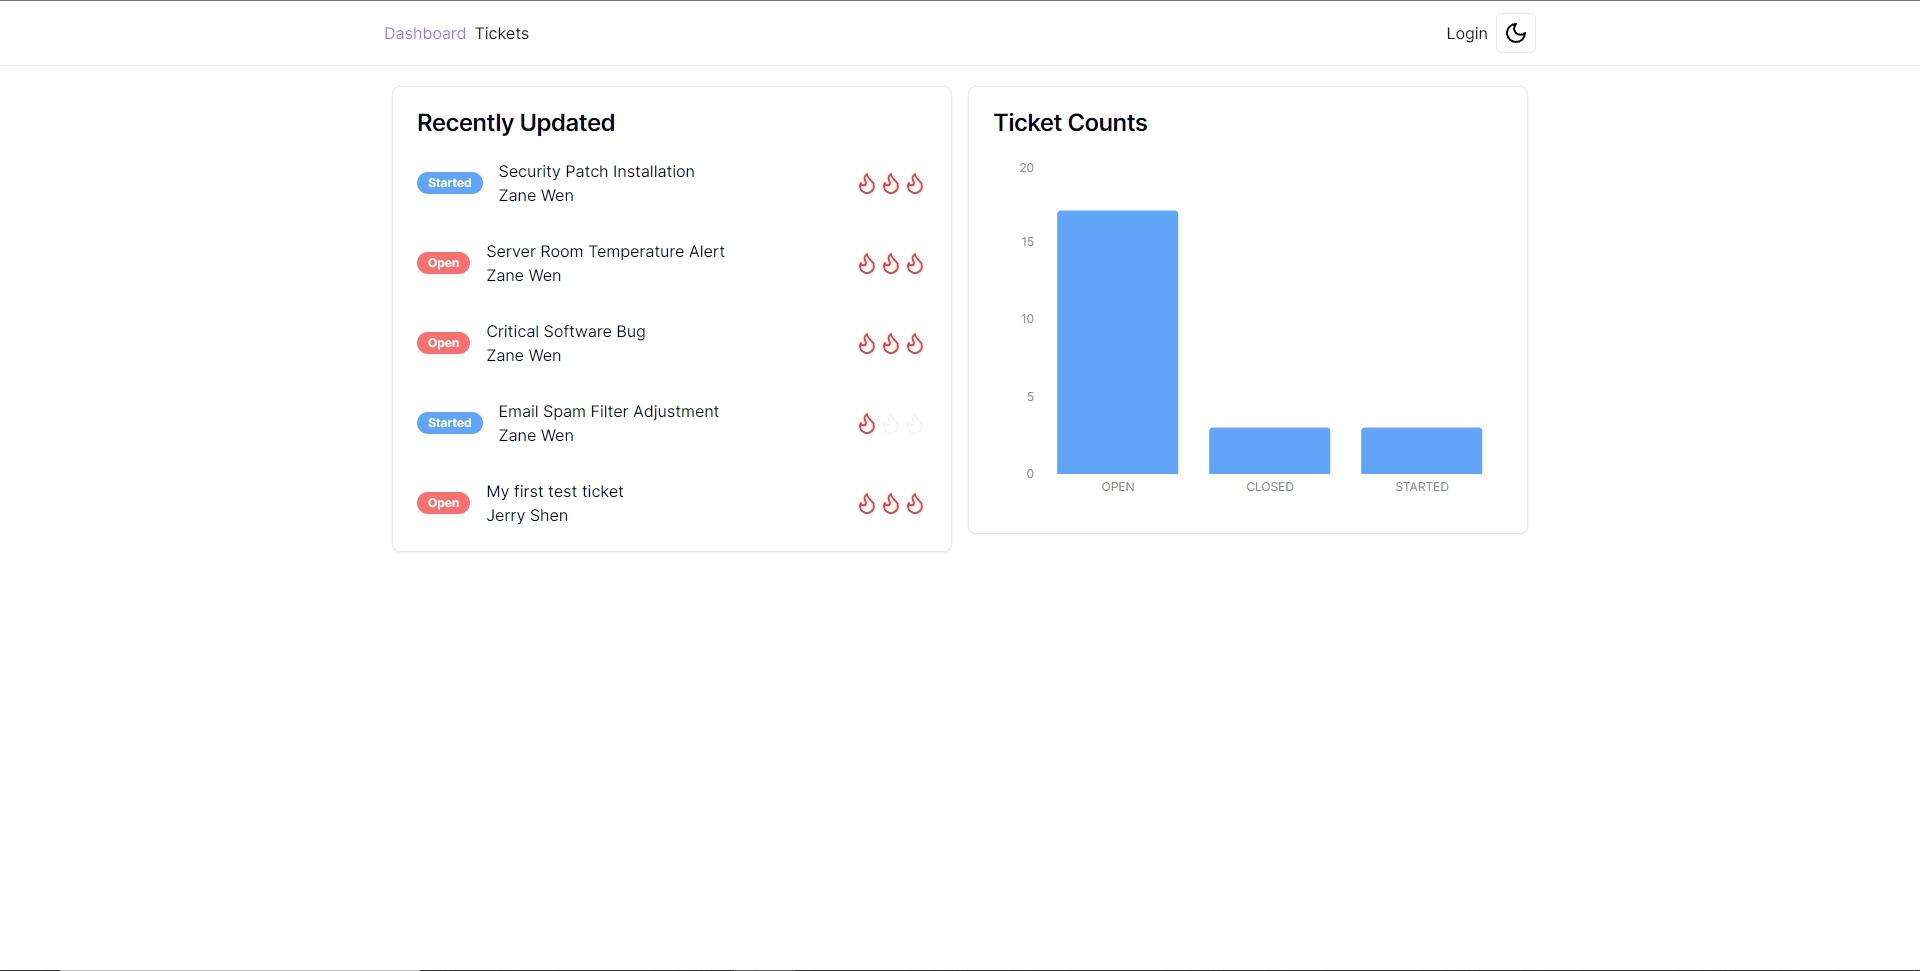 Dashboard Tickets
Login
Recently Updated
Started
Security Patch Installation
Zane Wen
Open
Server Room Temperature Alert
Zane Wen
Open
Critical Software Bug
Zane Wen
Started
Email Spam Filter Adjustment
Zane Wen
Open
My first test ticket
Jerry Shen
Ticket Counts
20
15
10
5
0
OPEN CLOSED STARTED